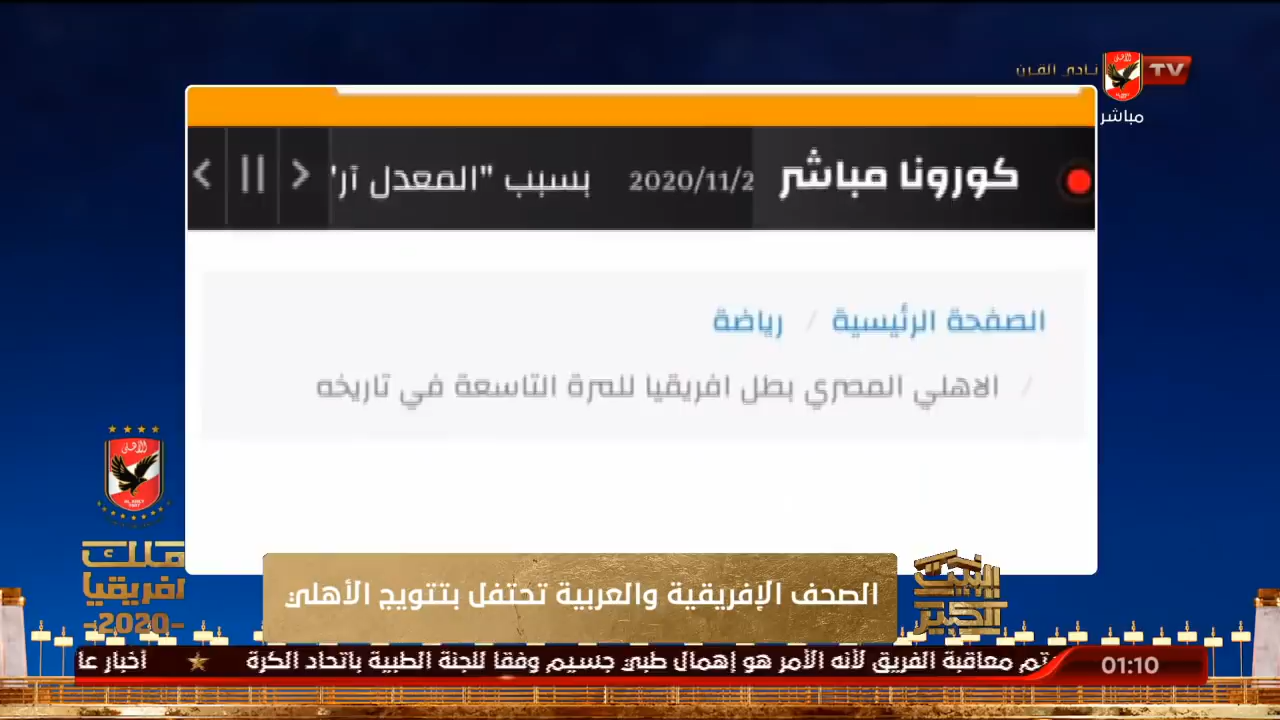 نادي القرن
TV
مباشر
كورونا مباشر 2020/11/2 بسبب "المعدل آر"
الصفحة الرئيسية / رياضة
/ الاهلي المصري بطل افريقيا للمرة التاسعة في تاريخه
ملك
افريقيا
-2020-
البيت
الكبير
الصحف الإفريقية والعربية تحتفل بتتويج الأهلي
01:10
تم معاقبة الفريق لأنه الأمر هو إهمال طبي جسيم وفقا للجنة الطبية باتحاد الكرة ★ أخبار عا